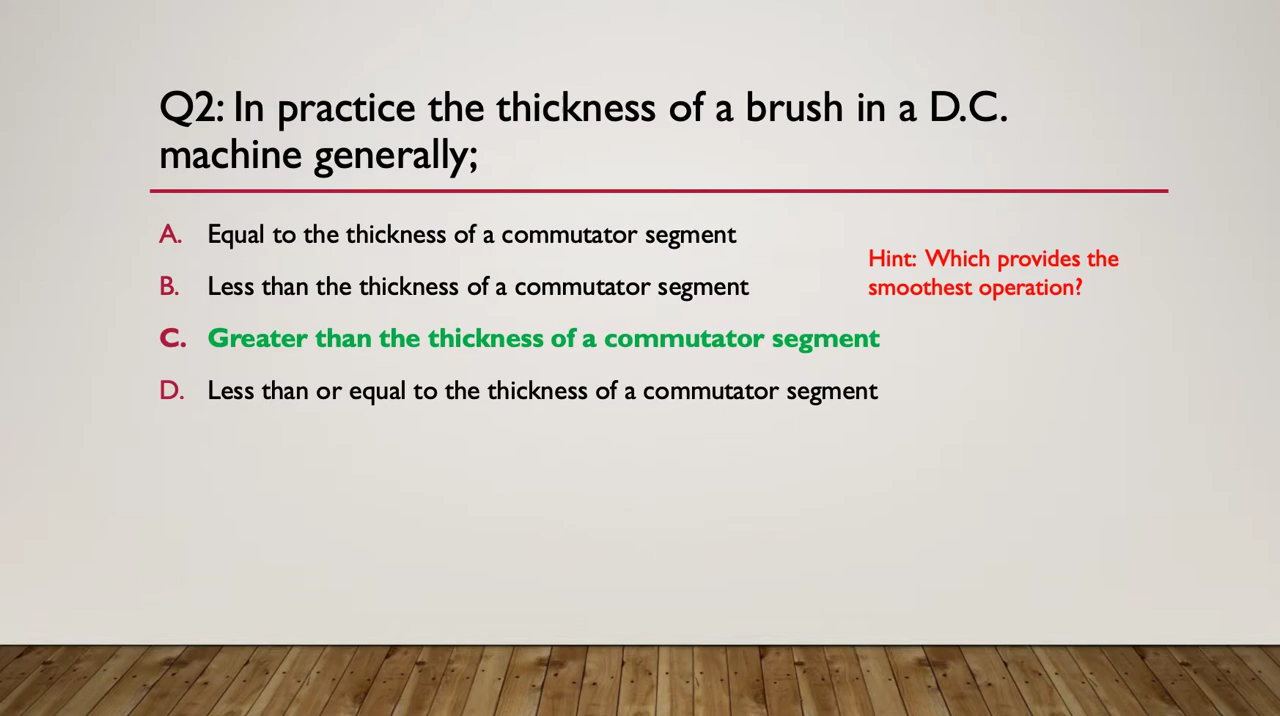 Q2: In practice the thickness of a brush in a D.C.
machine generally;
A. Equal to the thickness of a commutator segment
B. Less than the thickness of a commutator segment
C. Greater than the thickness of a commutator segment
D. Less than or equal to the thickness of a commutator segment
Hint: Which provides the
smoothest operation?